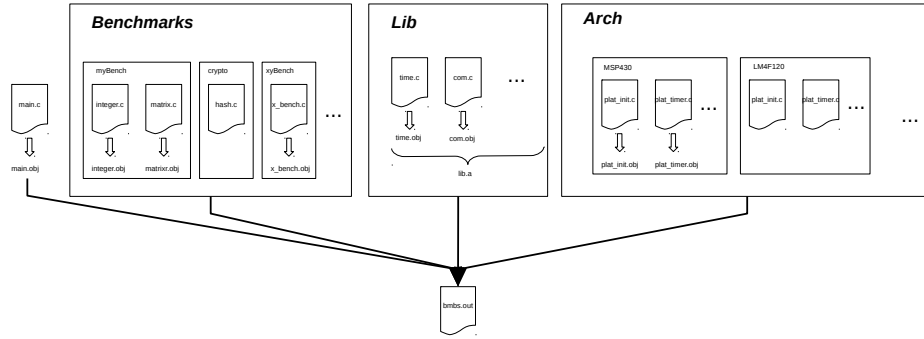 Benchmarks
Lib
Arch
myBench
crypto
xyBench
MSP430
LM4F120
main.c
integer.c
matrix.c
hash.c
x_bench.c
...
time.c
com.c
...
plat_init.c
plat_timer.c
...
plat_init.c
plat_timer.c
...
...
main.obj
integer.obj
matrixr.obj
x_bench.obj
time.obj
com.obj
plat_init.obj
plat_timer.obj
lib.a
bmbs.out